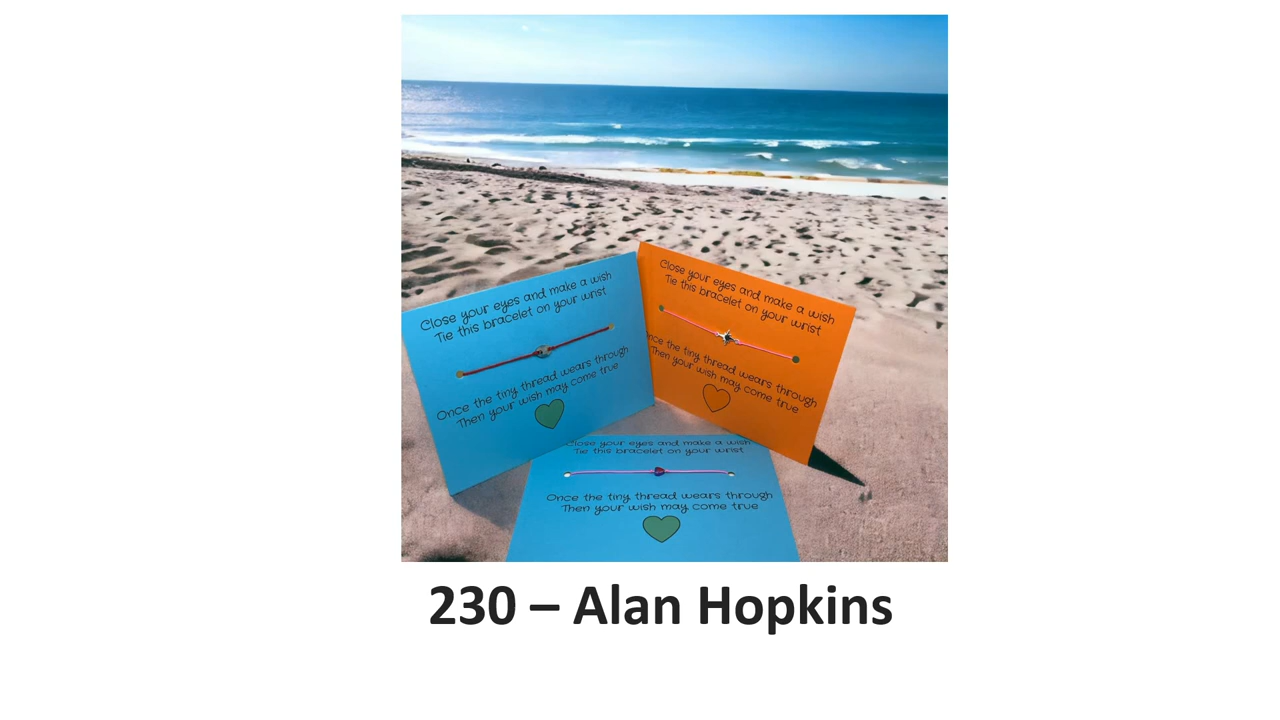 Close your eyes and make a wish
Tie this bracelet on your wrist
Once the tiny thread wears through
Then your wish may come true
Close your eyes and make a wish
Tie this bracelet on your wrist
the tiny thread wears through
Then your wish may come true
Close your eyes and make a wish
Tie this bracelet on your wrist
Once the tiny thread wears through
Then your wish may come true
230 – Alan Hopkins